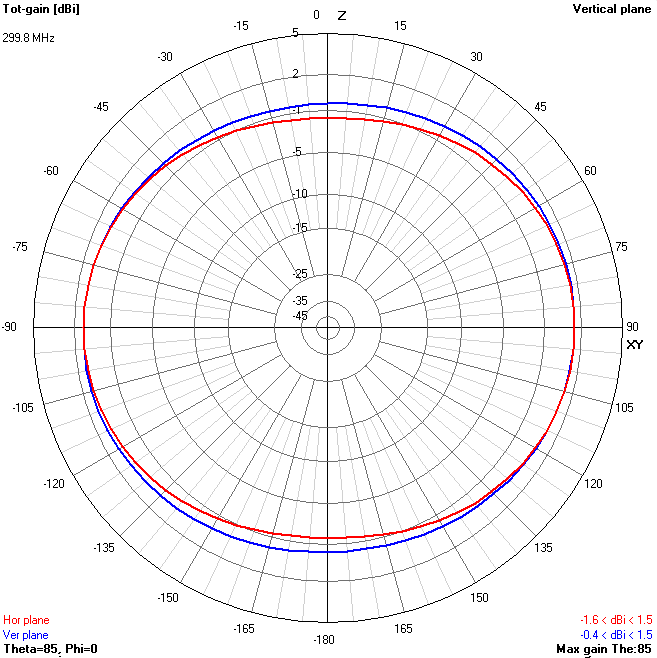 Tot-gain [dBi]
0 Z
Vertical plane
299.8 MHz
-15
5
15
-30
30
2
-45
-1
45
-60
-5
60
-10
-75
-15
75
-25
-35
-45
-90
90
XY
-105
105
-120
120
-135
135
-150
150
-165
165
-180
Hor plane
-1.6 < dBi < 1.5
Ver plane
-0.4 < dBi < 1.5
Theta=85, Phi=0
Max gain The:85